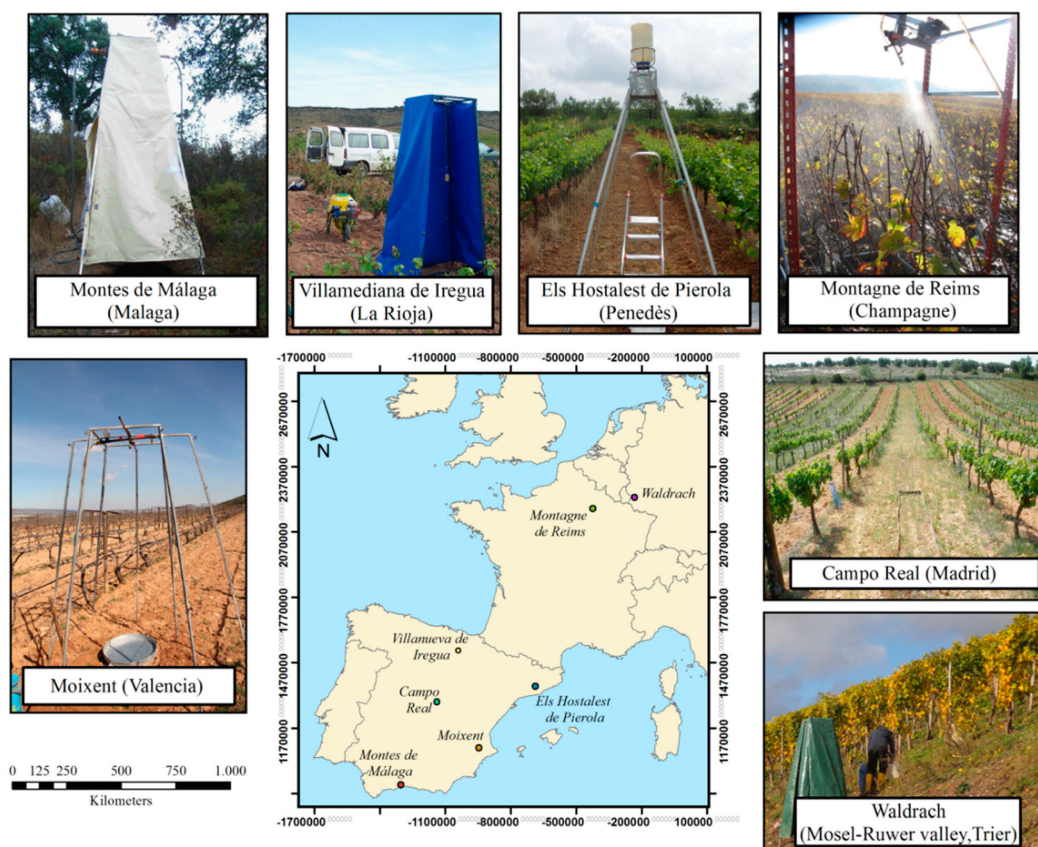 Montes de Málaga
(Malaga)
Villamediana de Iregua
(La Rioja)
Els Hostalest de Pierola
(Penedès)
Montagne de Reims
(Champagne)
Moixent (Valencia)
0 125 250 500 750 1.000
Kilometers
-1700000 -1100000 -800000 -500000 -200000 100000
N
2670000
2370000
2070000
1770000
1470000
1170000
2670000
2370000
2070000
1770000
1470000
1170000
Waldrach
Montagne
de Reims
Villanueva de
Iregua
Campo
Real
Els Hostalest
de Pierola
Moixent
Montes de
Málaga
-1700000 -1100000 -800000 -500000 -200000 100000
Campo Real (Madrid)
Waldrach
(Mosel-Ruwer valley,Trier)